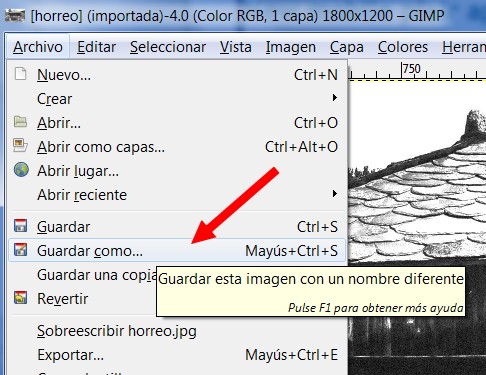 [horreo] (importada)-4.0 (Color RGB, 1 capa) 1800x1200 – GIMP
Archivo Editar Seleccionar Vista Imagen Capa Colores Herram
750
Nuevo... Ctrl+N
Crear
Abrir... Ctrl+O
Abrir como capas... Ctrl+Alt+O
Abrir lugar...
Abrir reciente
Guardar Ctrl+S
Guardar como... Mayús+Ctrl+S
Guardar una copia
Guardar esta imagen con un nombre diferente
Revertir
Pulse F1 para obtener más ayuda
Sobreescribir horreo.jpg
Exportar... Mayús+Ctrl+E